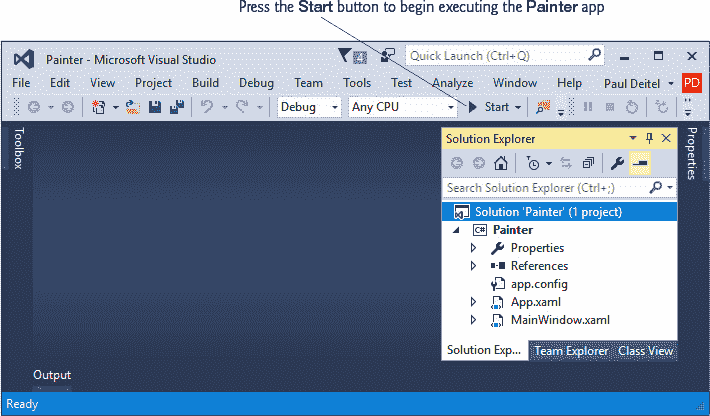 Press the Start button to begin executing the Painter app
Painter - Microsoft Visual Studio
Quick Launch (Ctrl+Q)
File Edit View Project Build Debug Team Tools Test Analyze Window Help Paul Deitel PD
Debug Any CPU Start
Toolbox
Solution Explorer
Properties
Search Solution Explorer (Ctrl+;)
Solution 'Painter' (1 project)
C# Painter
Properties
References
app.config
App.xaml
MainWindow.xaml
Solution Exp... Team Explorer Class View
Output
Ready